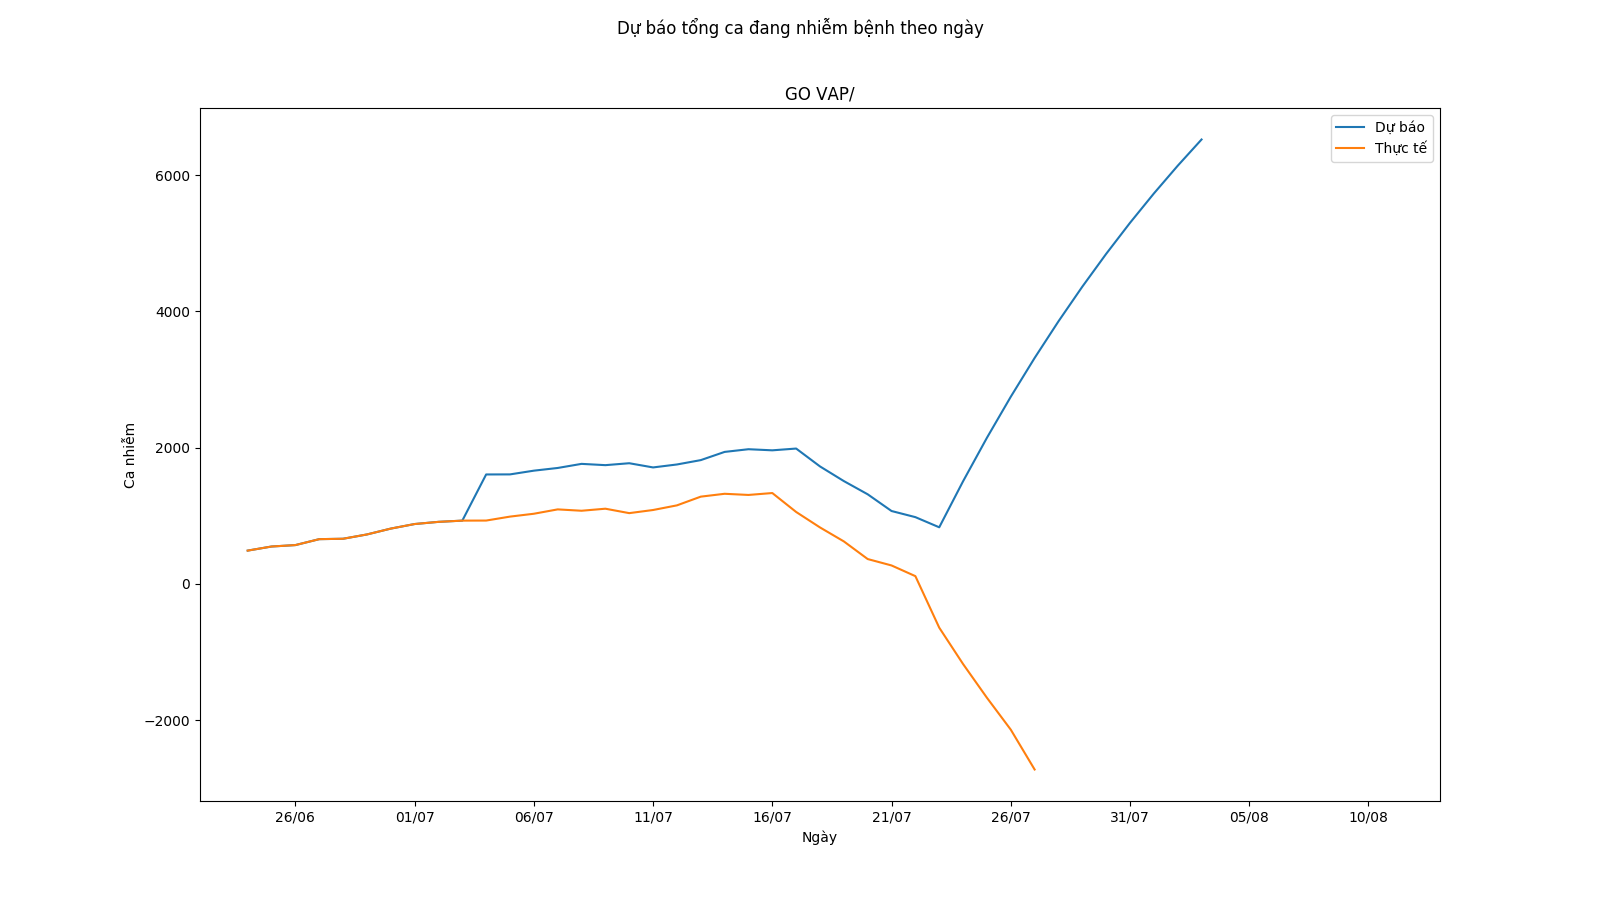 Dự báo tổng ca đang nhiễm bệnh theo ngày
GO VAP/
Dự báo
Thực tế
6000
4000
2000
0
−2000
Ca nhiễm
26/06
01/07
06/07
11/07
16/07
21/07
26/07
31/07
05/08
10/08
Ngày